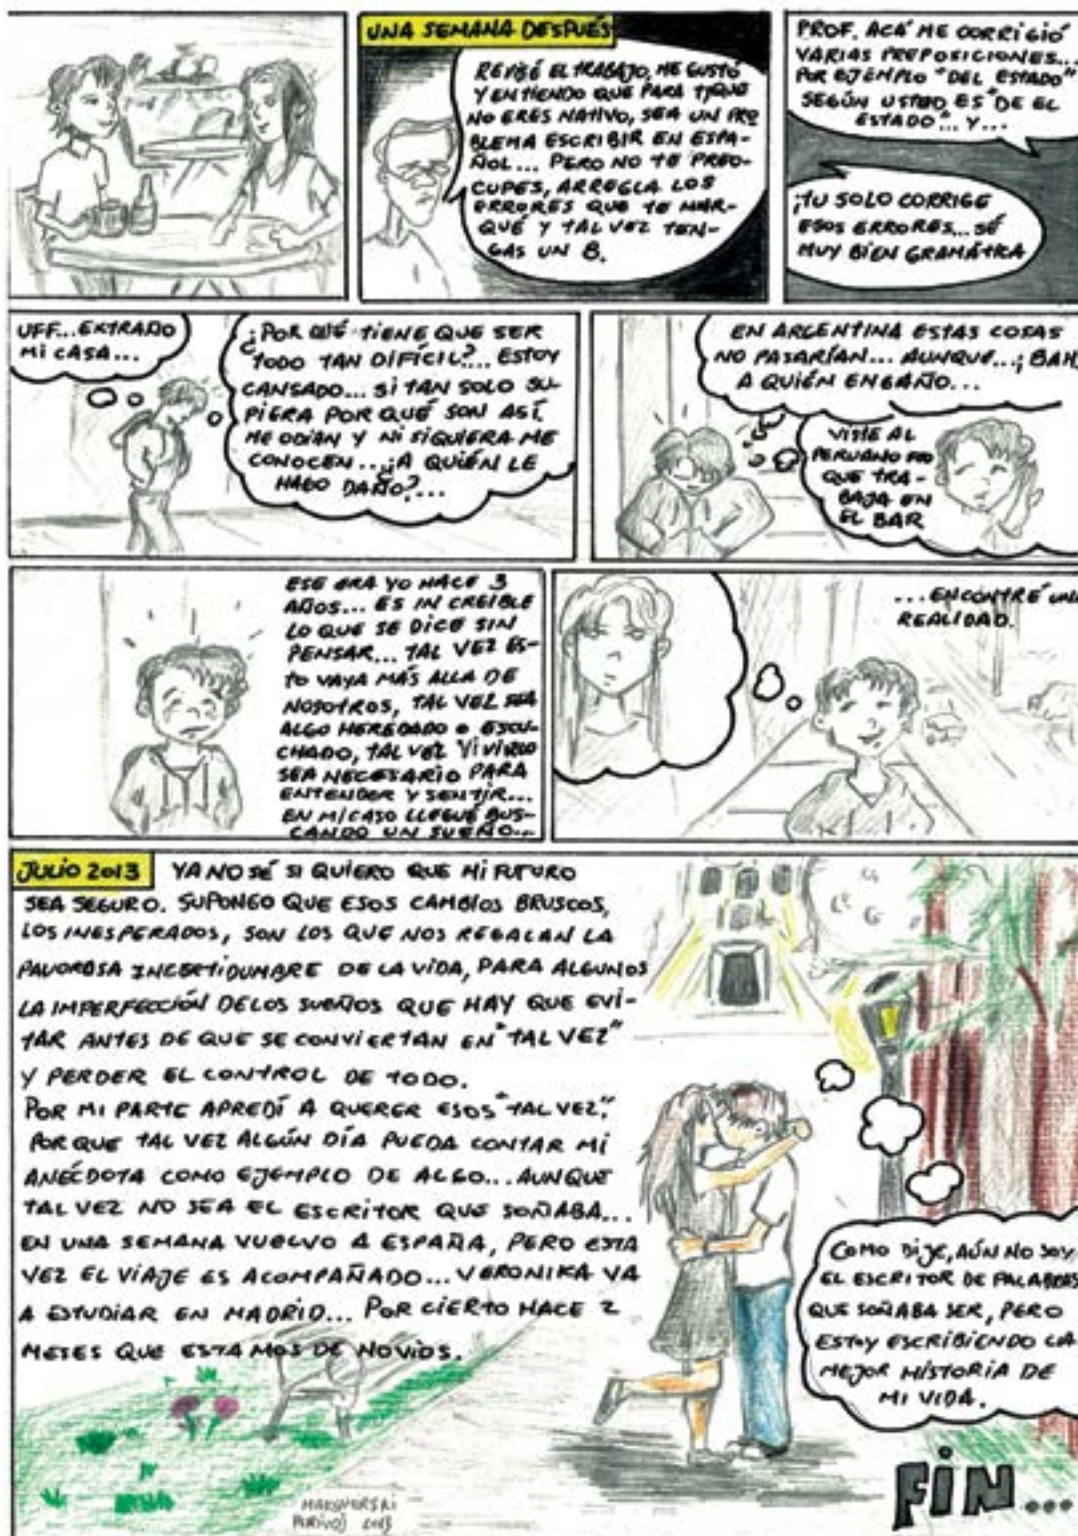 UNA SEMANA DESPUÉS
REVISÉ EL TRABAJO, ME GUSTÓ
Y ENTIENDO QUE PARA TI QUE
NO ERES NATIVO, SEA UN PRO
BLEMA ESCRIBIR EN ESPA-
ÑOL... PERO NO TE PREO-
CUPES, ARREGLA LOS
ERRORES QUE TE MAR-
QUÉ Y TAL VEZ TEN-
GAS UN 8.
PROF. ACÁ ME CORRIGIÓ
VARIAS PREPOSICIONES...
POR EJEMPLO "DEL ESTADO"
SEGÚN USTED ES "DE EL
ESTADO"... Y...
¡TU SOLO CORRIGE
ESOS ERRORES... SÉ
MUY BIEN GRAMÁTICA
UFF... EXTRAÑO
MI CASA...
¿POR QUÉ TIENE QUE SER
TODO TAN DIFÍCIL?... ESTOY
CANSADO... SI TAN SOLO SU-
PIERA POR QUÉ SON ASÍ.
ME ODIAN Y NI SIQUIERA ME
CONOCEN... ¿A QUIÉN LE
HAGO DAÑO?...
EN ARGENTINA ESTAS COSAS
NO PASARÍAN... AUNQUE... ¡BAH,
A QUIÉN ENGAÑO...
VISTE AL
PERUANO
QUE TRA-
BAJA EN
EL BAR
ESE ERA YO HACE 3
AÑOS... ES INCREIBLE
LO QUE SE DICE SIN
PENSAR... TAL VEZ ES-
TO VAYA MÁS ALLA DE
NOSOTROS, TAL VEZ SEA
ALGO HEREDADO O ESCU-
CHADO, TAL VEZ VIVIRLO
SEA NECESARIO PARA
ENTENDER Y SENTIR...
EN MI CASO LLEGUÉ BUS-
CANDO UN SUEÑO...
...ENCONTRÉ UNA
REALIDAD.
JULIO 2013 YA NO SÉ SI QUIERO QUE MI FUTURO
SEA SEGURO. SUPONGO QUE ESOS CAMBIOS BRUSCOS,
LOS INESPERADOS, SON LOS QUE NOS REGALAN LA
PAVOROSA INCERTIDUMBRE DE LA VIDA, PARA ALGUNOS
LA IMPERFECCIÓN DE LOS SUEÑOS QUE HAY QUE EVI-
TAR ANTES DE QUE SE CONVIERTAN EN "TAL VEZ"
Y PERDER EL CONTROL DE TODO.
POR MI PARTE APREDÍ A QUERER ESOS "TAL VEZ",
PORQUE TAL VEZ ALGÚN DÍA PUEDA CONTAR MI
ANÉCDOTA COMO EJEMPLO DE ALGO... AUNQUE
TAL VEZ NO SEA EL ESCRITOR QUE SOÑABA...
EN UNA SEMANA VUELVO A ESPAÑA, PERO ESTA
VEZ EL VIAJE ES ACOMPAÑADO... VERONIKA VA
A ESTUDIAR EN MADRID... POR CIERTO HACE 2
MESES QUE ESTAMOS DE NOVIOS.
COMO DIJE, AÚN NO SOY
EL ESCRITOR DE PALABRAS
QUE SOÑABA SER, PERO
ESTOY ESCRIBIENDO LA
MEJOR HISTORIA DE
MI VIDA.
FIN...
2013